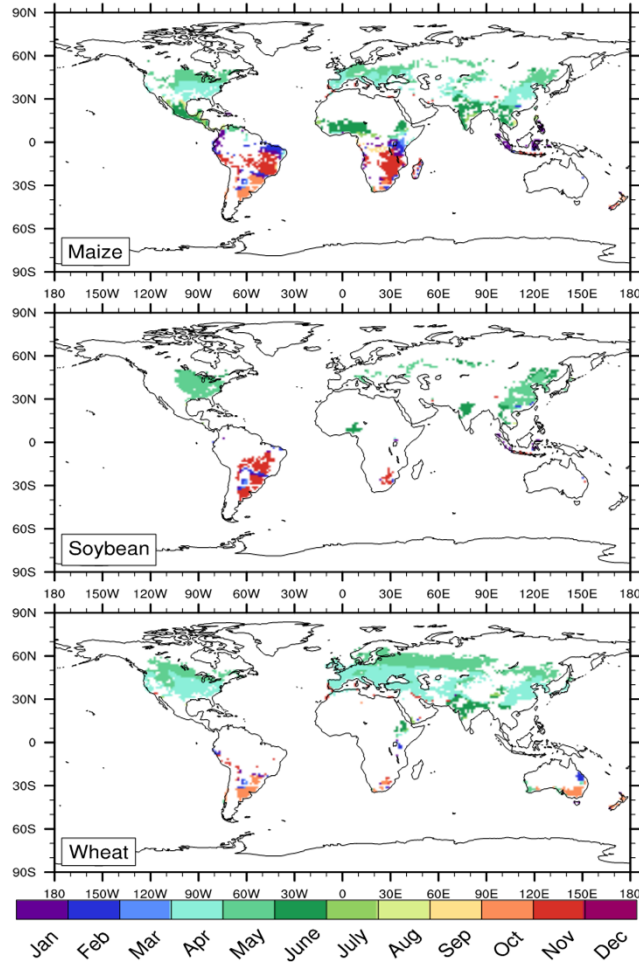 90N
60N
30N
0
30S
60S
90S
Maize
180 150W 120W 90W 60W 30W 0 30E 60E 90E 120E 150E 180
90N
60N
30N
0
30S
60S
90S
Soybean
180 150W 120W 90W 60W 30W 0 30E 60E 90E 120E 150E 180
90N
60N
30N
0
30S
60S
90S
Wheat
180 150W 120W 90W 60W 30W 0 30E 60E 90E 120E 150E 180
Jan Feb Mar Apr May June July Aug Sep Oct Nov Dec